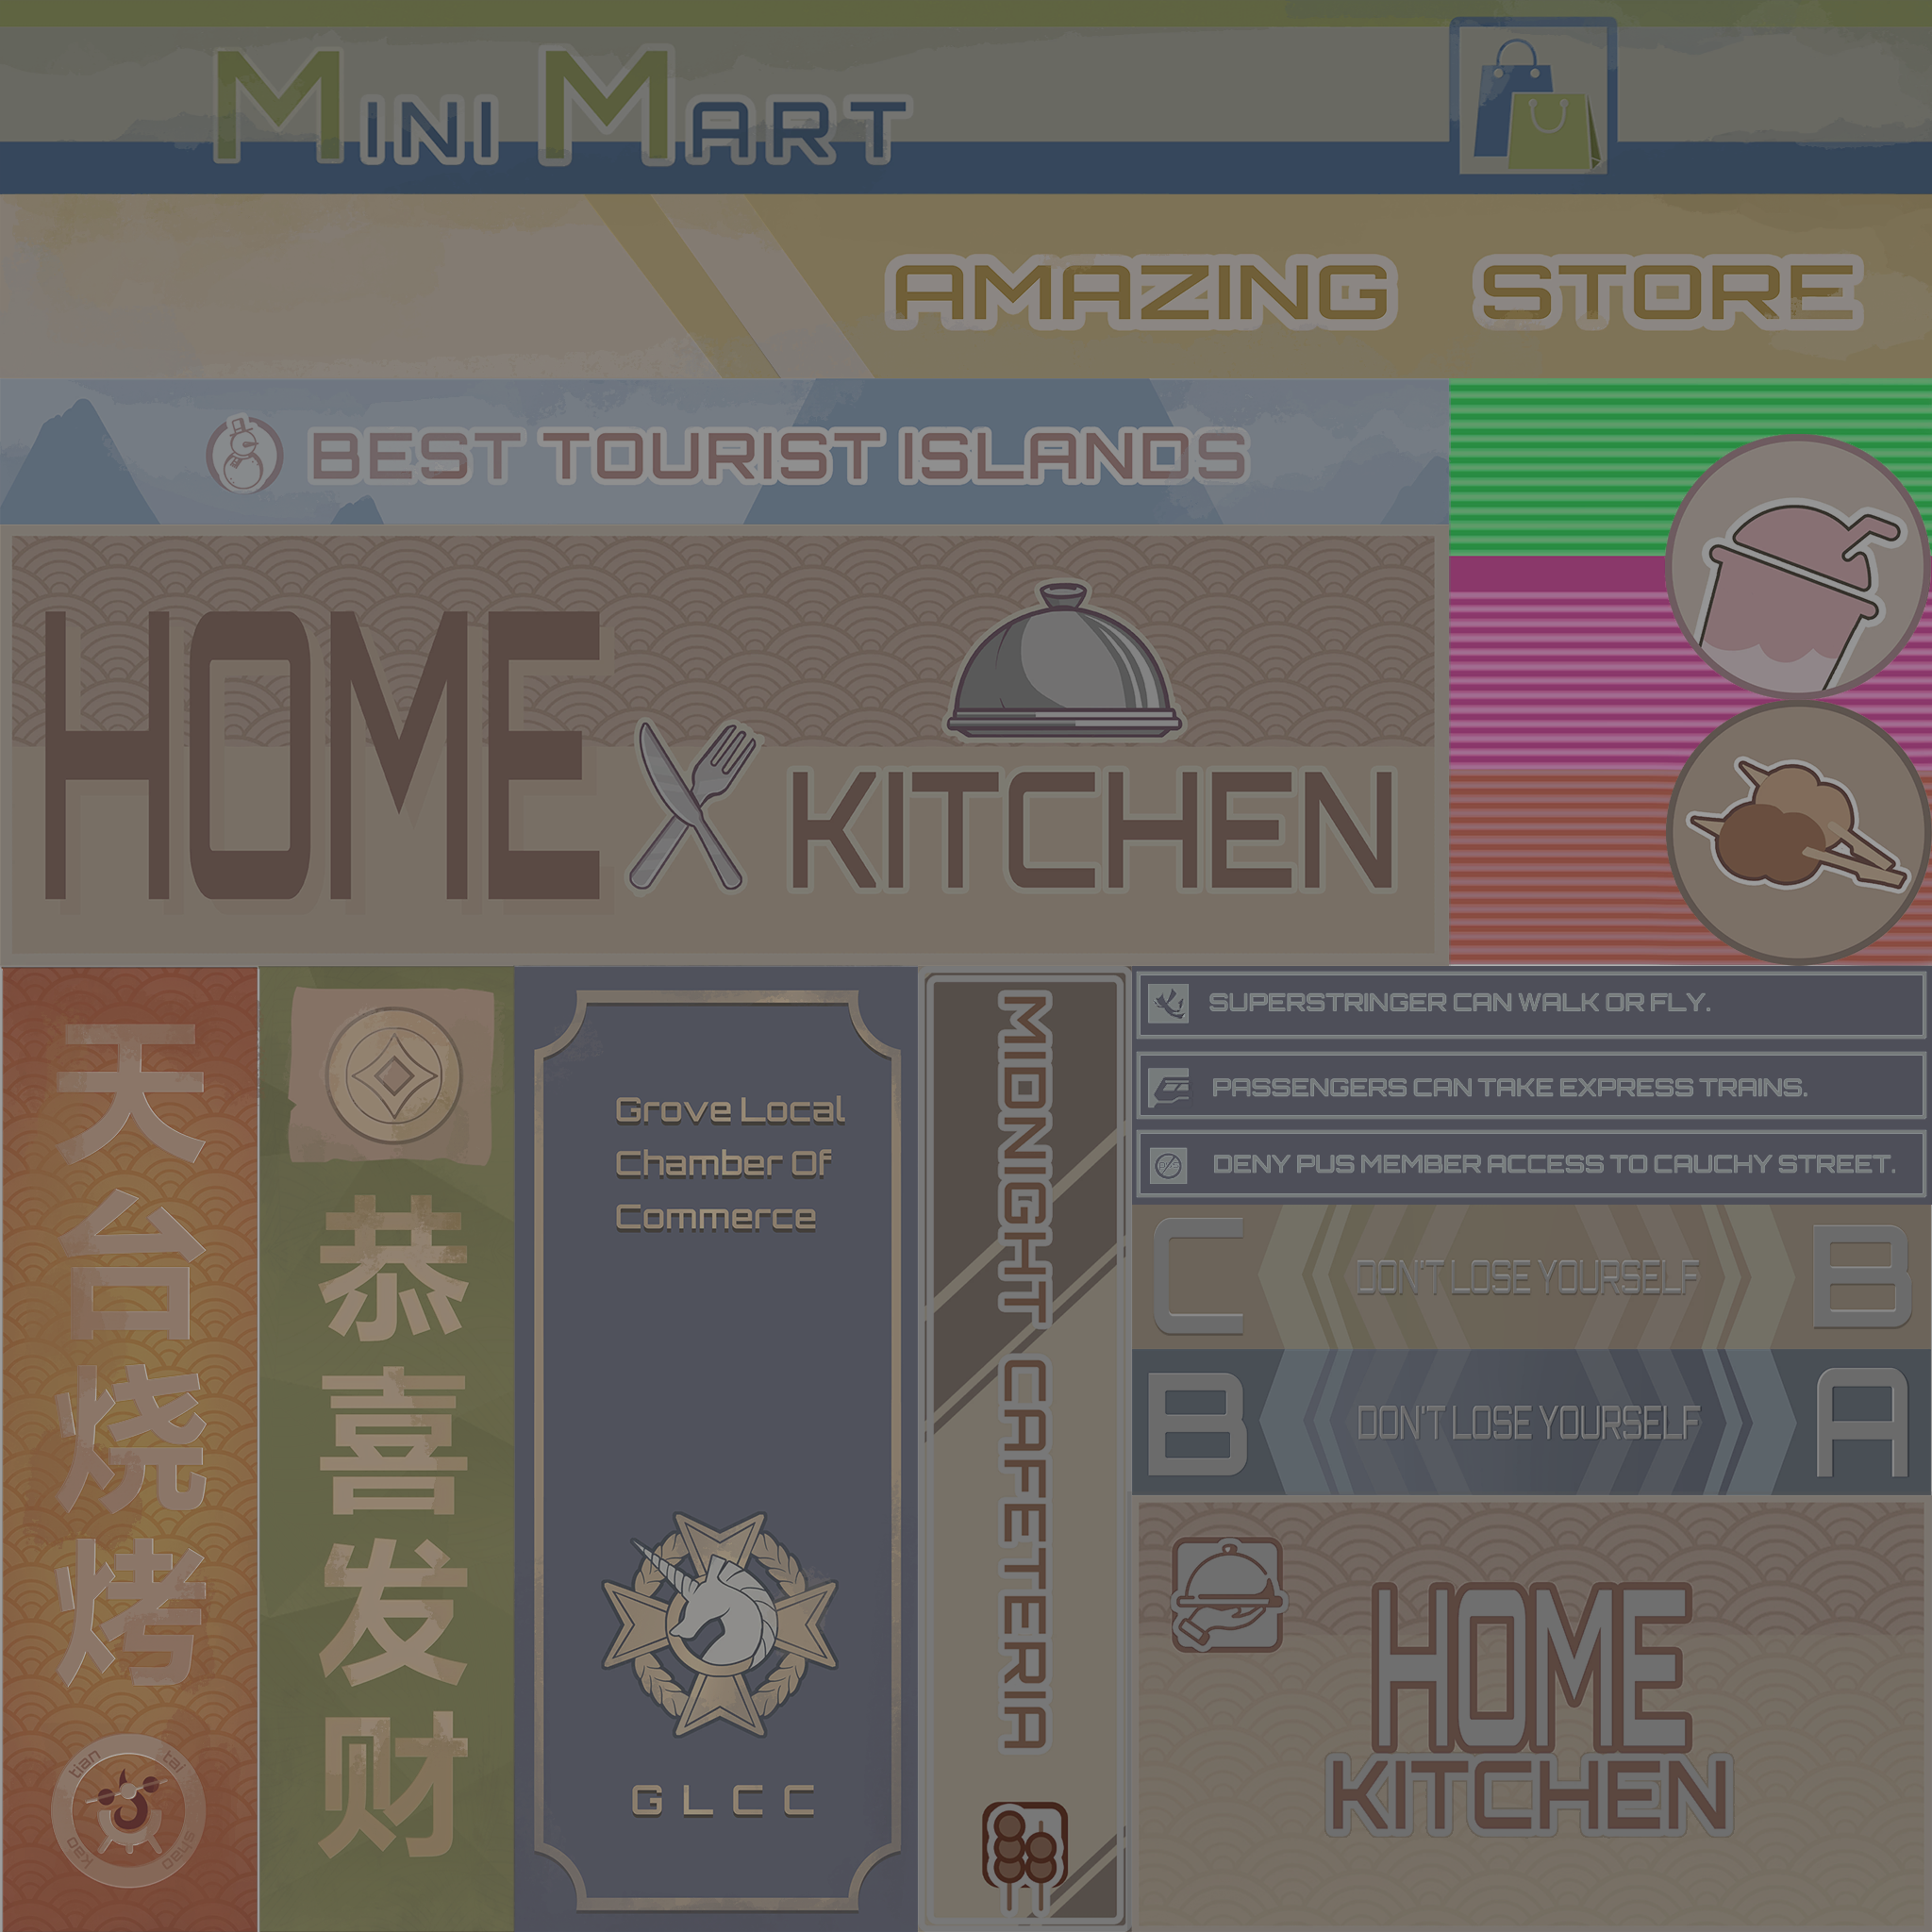 MINI MART
AMAZING STORE
BEST TOURIST ISLANDS
HOME
KITCHEN
天台烧烤
tian tai shao kao
恭喜发财
Grove Local
Chamber Of
Commerce
GLCC
MIDNIGHT CAFETERIA
SUPERSTRINGER CAN WALK OR FLY.
PASSENGERS CAN TAKE EXPRESS TRAINS.
DENY PUS MEMBER ACCESS TO CAUCHY STREET.
C DON'T LOSE YOURSELF B
B DON'T LOSE YOURSELF A
HOME
KITCHEN